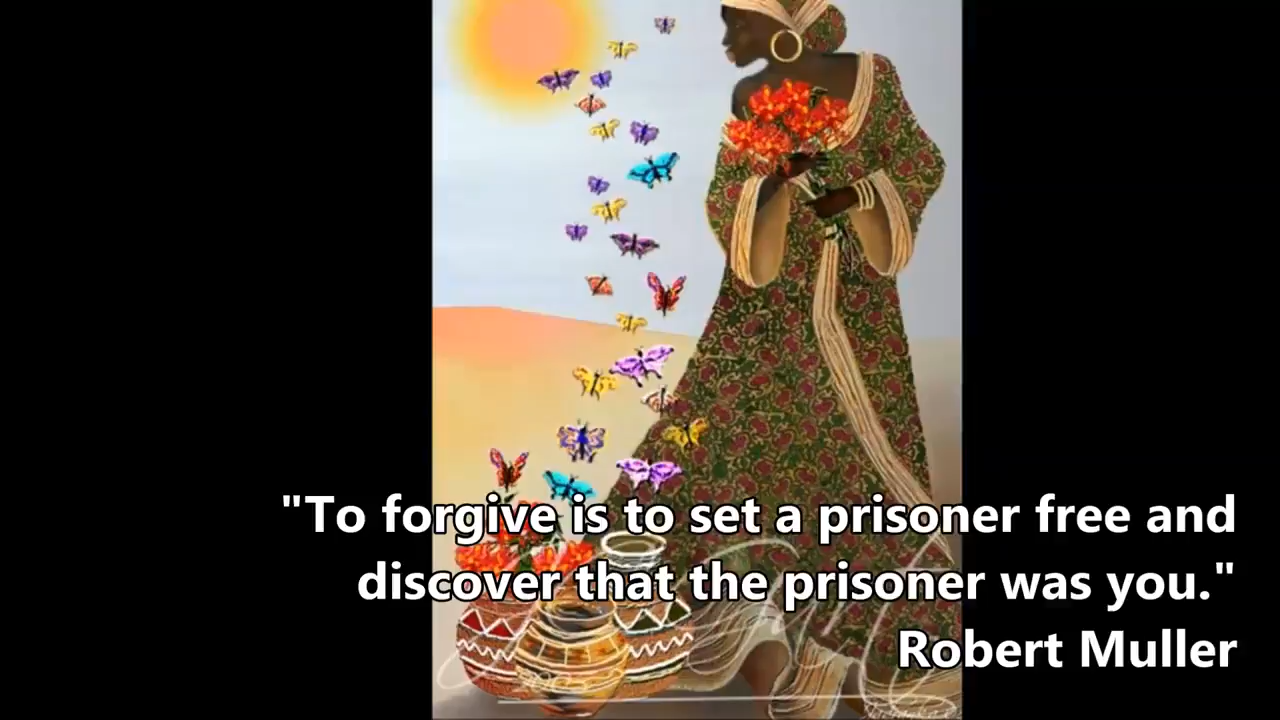 "To forgive is to set a prisoner free and
discover that the prisoner was you."
Robert Muller